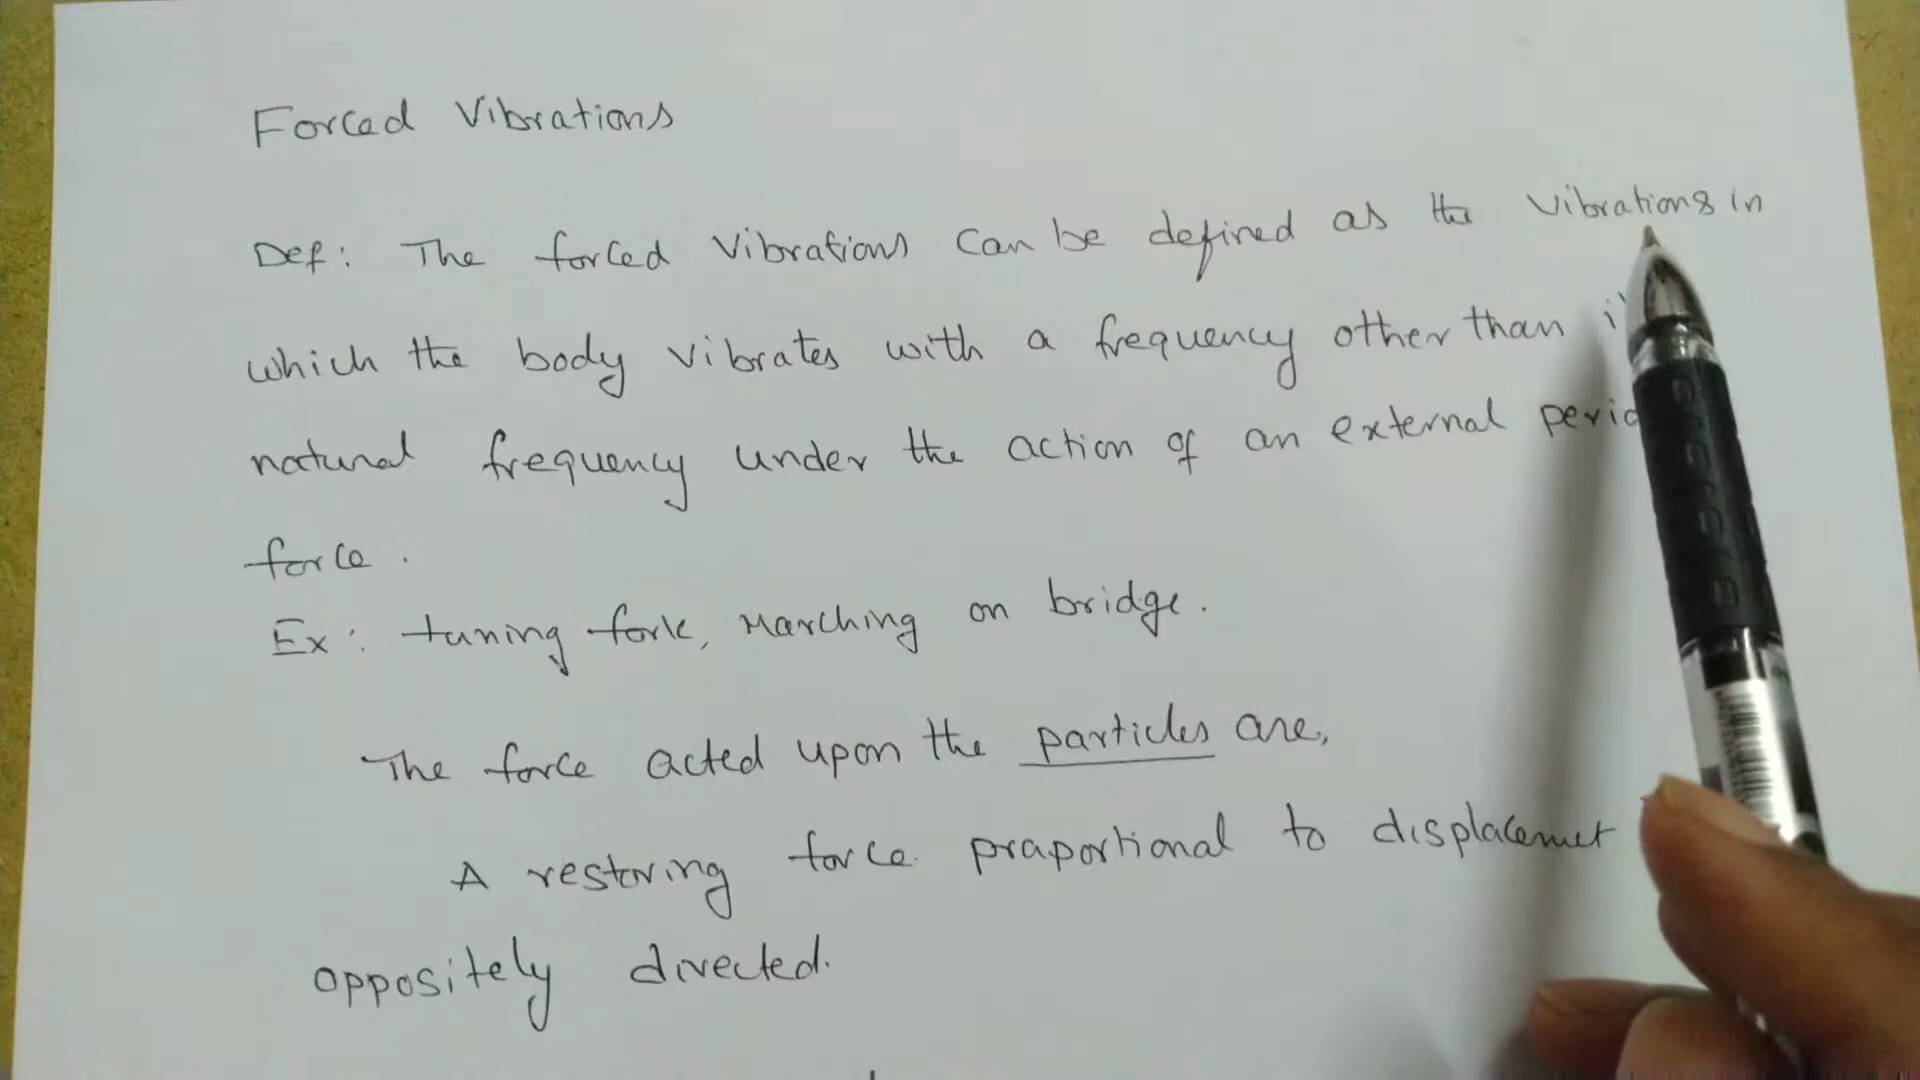 Forced Vibrations
Def: The forced Vibrations can be defined as the vibrations in
which the body vibrates with a frequency other than
natural frequency under the action of an external
force.
Ex: tuning fork, Marching on bridge.
The force acted upon the particles are,
A restoring force praportional to displacemet
oppositely directed.